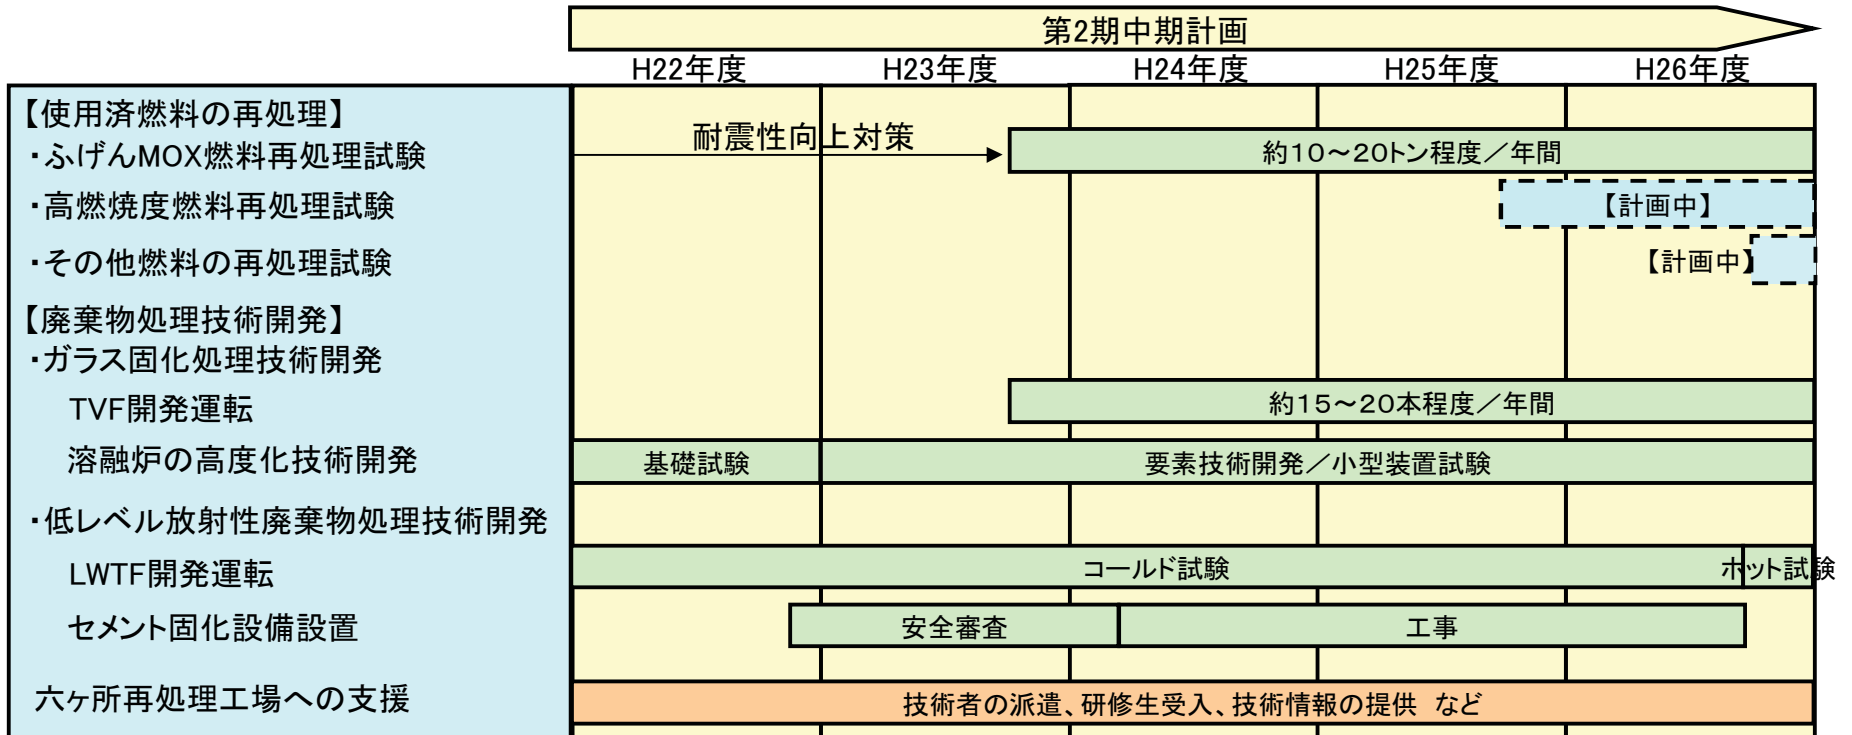 第2期中期計画
H22年度 H23年度 H24年度 H25年度 H26年度
【使用済燃料の再処理】
・ふげんMOX燃料再処理試験 耐震性向上対策 約10～20トン程度／年間
・高燃焼度燃料再処理試験 【計画中】
・その他燃料の再処理試験 【計画中】
【廃棄物処理技術開発】
・ガラス固化処理技術開発
TVF開発運転 約15～20本程度／年間
溶融炉の高度化技術開発 基礎試験 要素技術開発／小型装置試験
・低レベル放射性廃棄物処理技術開発
LWTF開発運転 コールド試験 ホット試験
セメント固化設備設置 安全審査 工事
六ヶ所再処理工場への支援 技術者の派遣、研修生受入、技術情報の提供 など